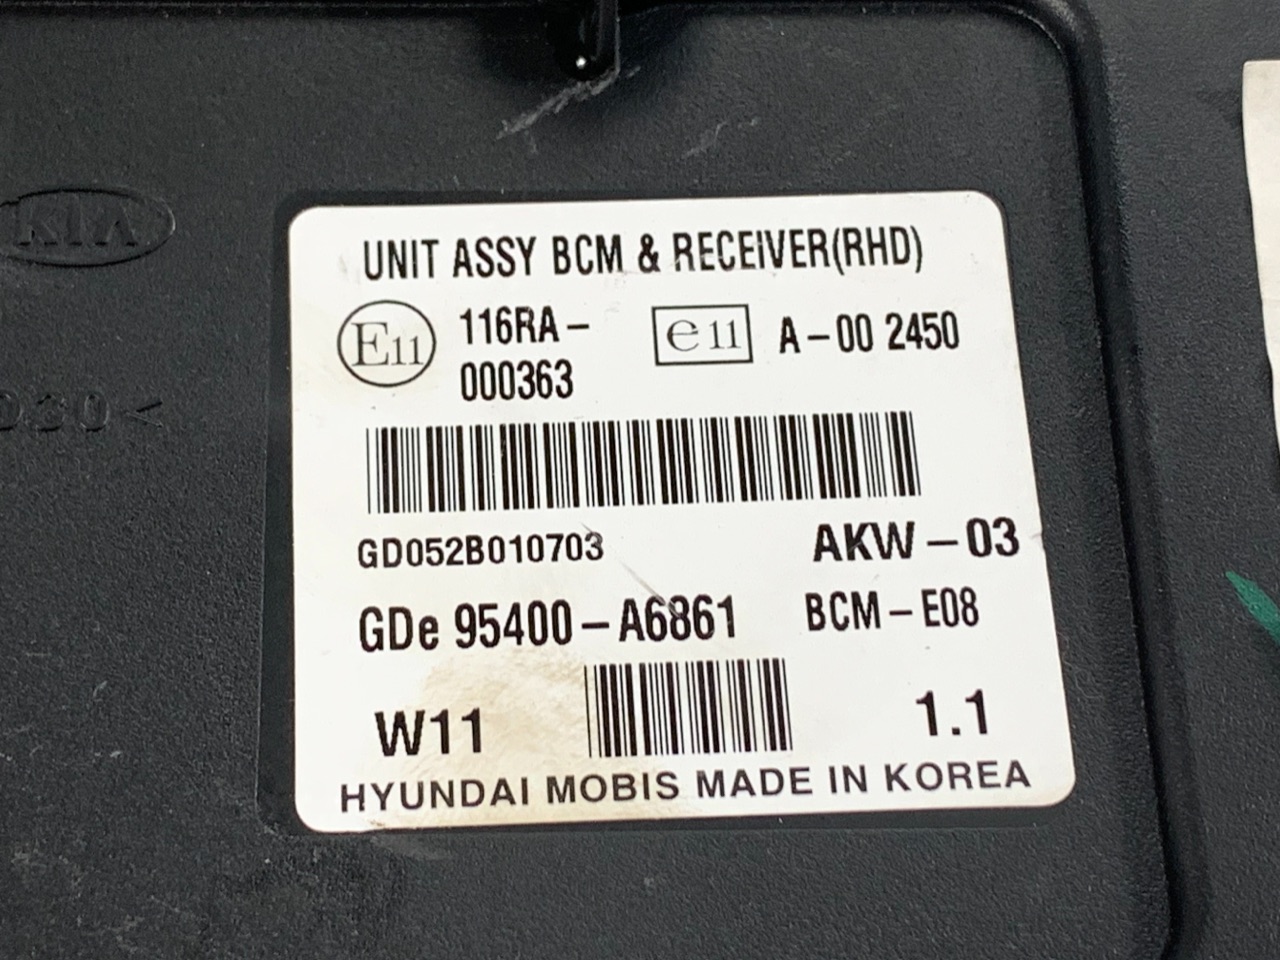 KIA
UNIT ASSY BCM & RECEIVER(RHD)
E11 116RA-
000363
e11 A-00 2450
GD052B010703 AKW-03
GDe 95400-A6861 BCM-E08
W11 1.1
HYUNDAI MOBIS MADE IN KOREA